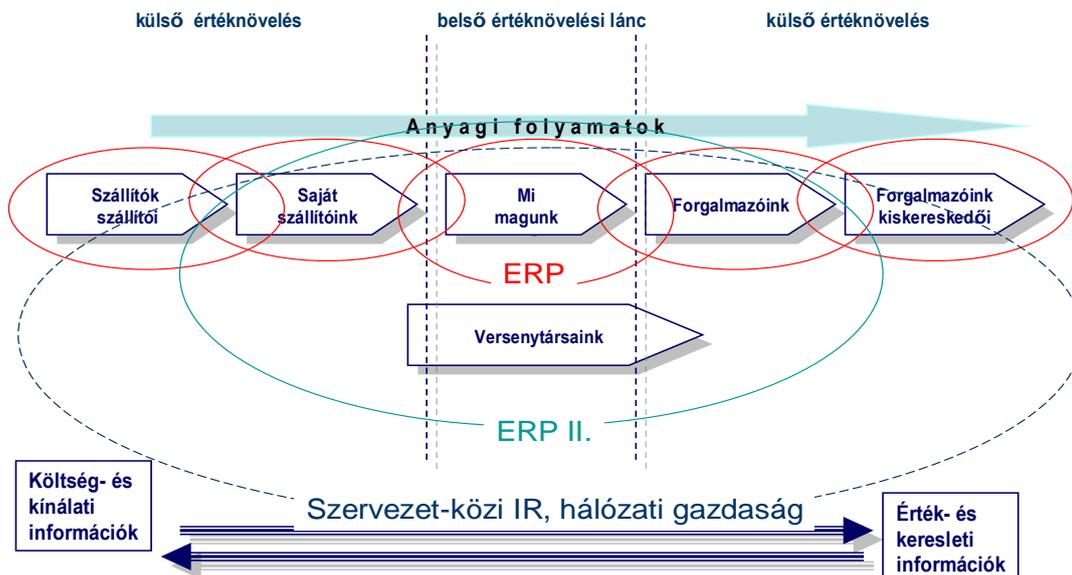 külső értéknövelés
belső értéknövelési lánc
külső értéknövelés
Anyagi folyamatok
Szállítók
szállítói
Saját
szállítóink
Mi
magunk
Forgalmazóink
Forgalmazóink
kiskereskedői
ERP
Versenytársaink
ERP II.
Költség- és
kínálati
információk
Szervezet-közi IR, hálózati gazdaság
Érték- és
keresleti
információk